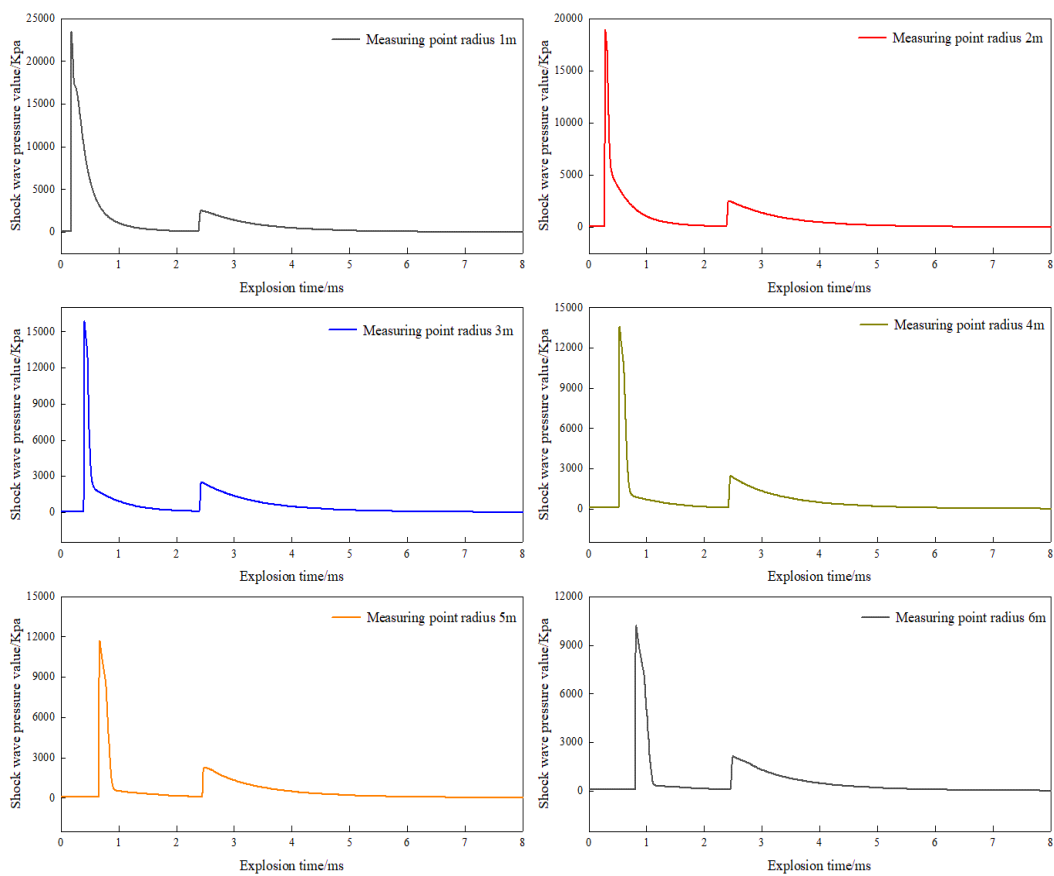 Shock wave pressure value/Kpa
25000
20000
15000
10000
5000
0
Measuring point radius 1m
0 1 2 3 4 5 6 7 8
Explosion time/ms
Shock wave pressure value/Kpa
20000
15000
10000
5000
0
Measuring point radius 2m
0 1 2 3 4 5 6 7 8
Explosion time/ms
Shock wave pressure value/Kpa
15000
12000
9000
6000
3000
0
Measuring point radius 3m
0 1 2 3 4 5 6 7 8
Explosion time/ms
Shock wave pressure value/Kpa
15000
12000
9000
6000
3000
0
Measuring point radius 4m
0 1 2 3 4 5 6 7 8
Explosion time/ms
Shock wave pressure value/Kpa
15000
12000
9000
6000
3000
0
Measuring point radius 5m
0 1 2 3 4 5 6 7 8
Explosion time/ms
Shock wave pressure value/Kpa
12000
9000
6000
3000
0
Measuring point radius 6m
0 1 2 3 4 5 6 7 8
Explosion time/ms